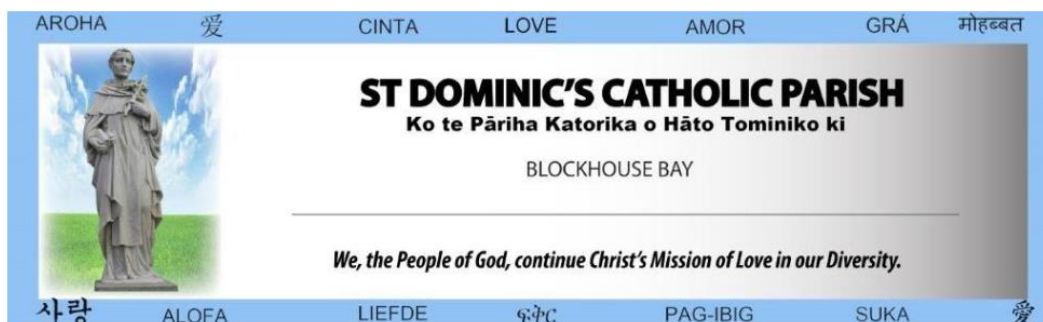 AROHA 爱 CINTA LOVE AMOR GRÁ मोहब्बत
ST DOMINIC'S CATHOLIC PARISH
Ko te Pāriha Katorika o Hāto Tominiko ki
BLOCKHOUSE BAY
We, the People of God, continue Christ's Mission of Love in our Diversity.
사랑 ALOFA LIEFDE ፍቅር PAG-IBIG SUKA 愛